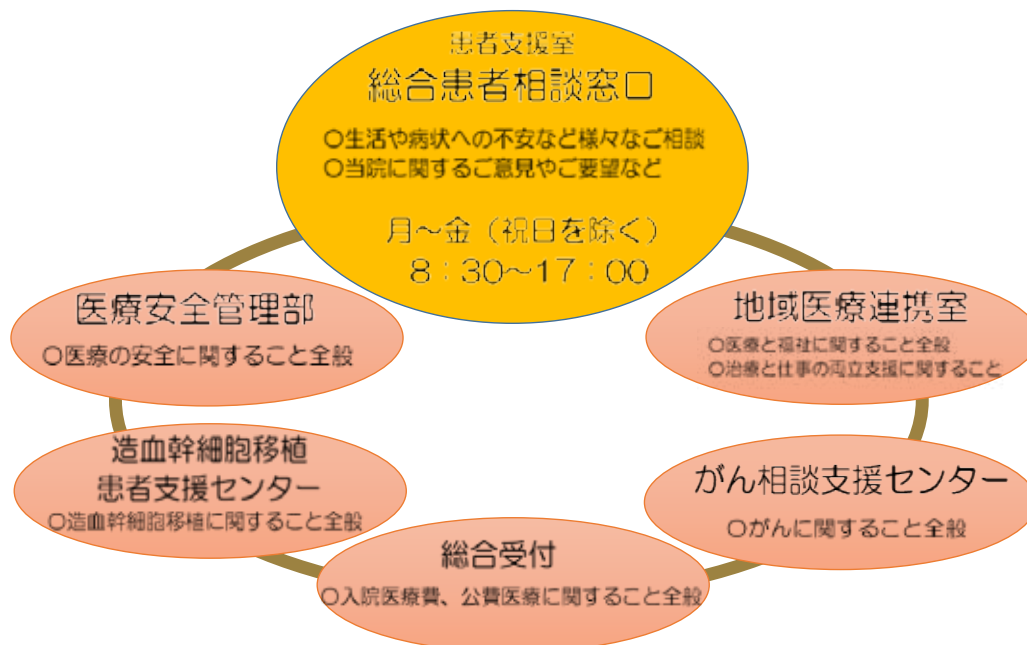 患者支援室
総合患者相談窓口
○生活や病状への不安など様々なご相談
○当院に関するご意見やご要望など
月～金（祝日を除く）
８：３０～１７：００
医療安全管理部
○医療の安全に関すること全般
地域医療連携室
○医療と福祉に関すること全般
○治療と仕事の両立支援に関すること
造血幹細胞移植
患者支援センター
○造血幹細胞移植に関すること全般
がん相談支援センター
○がんに関すること全般
総合受付
○入院医療費、公費医療に関すること全般